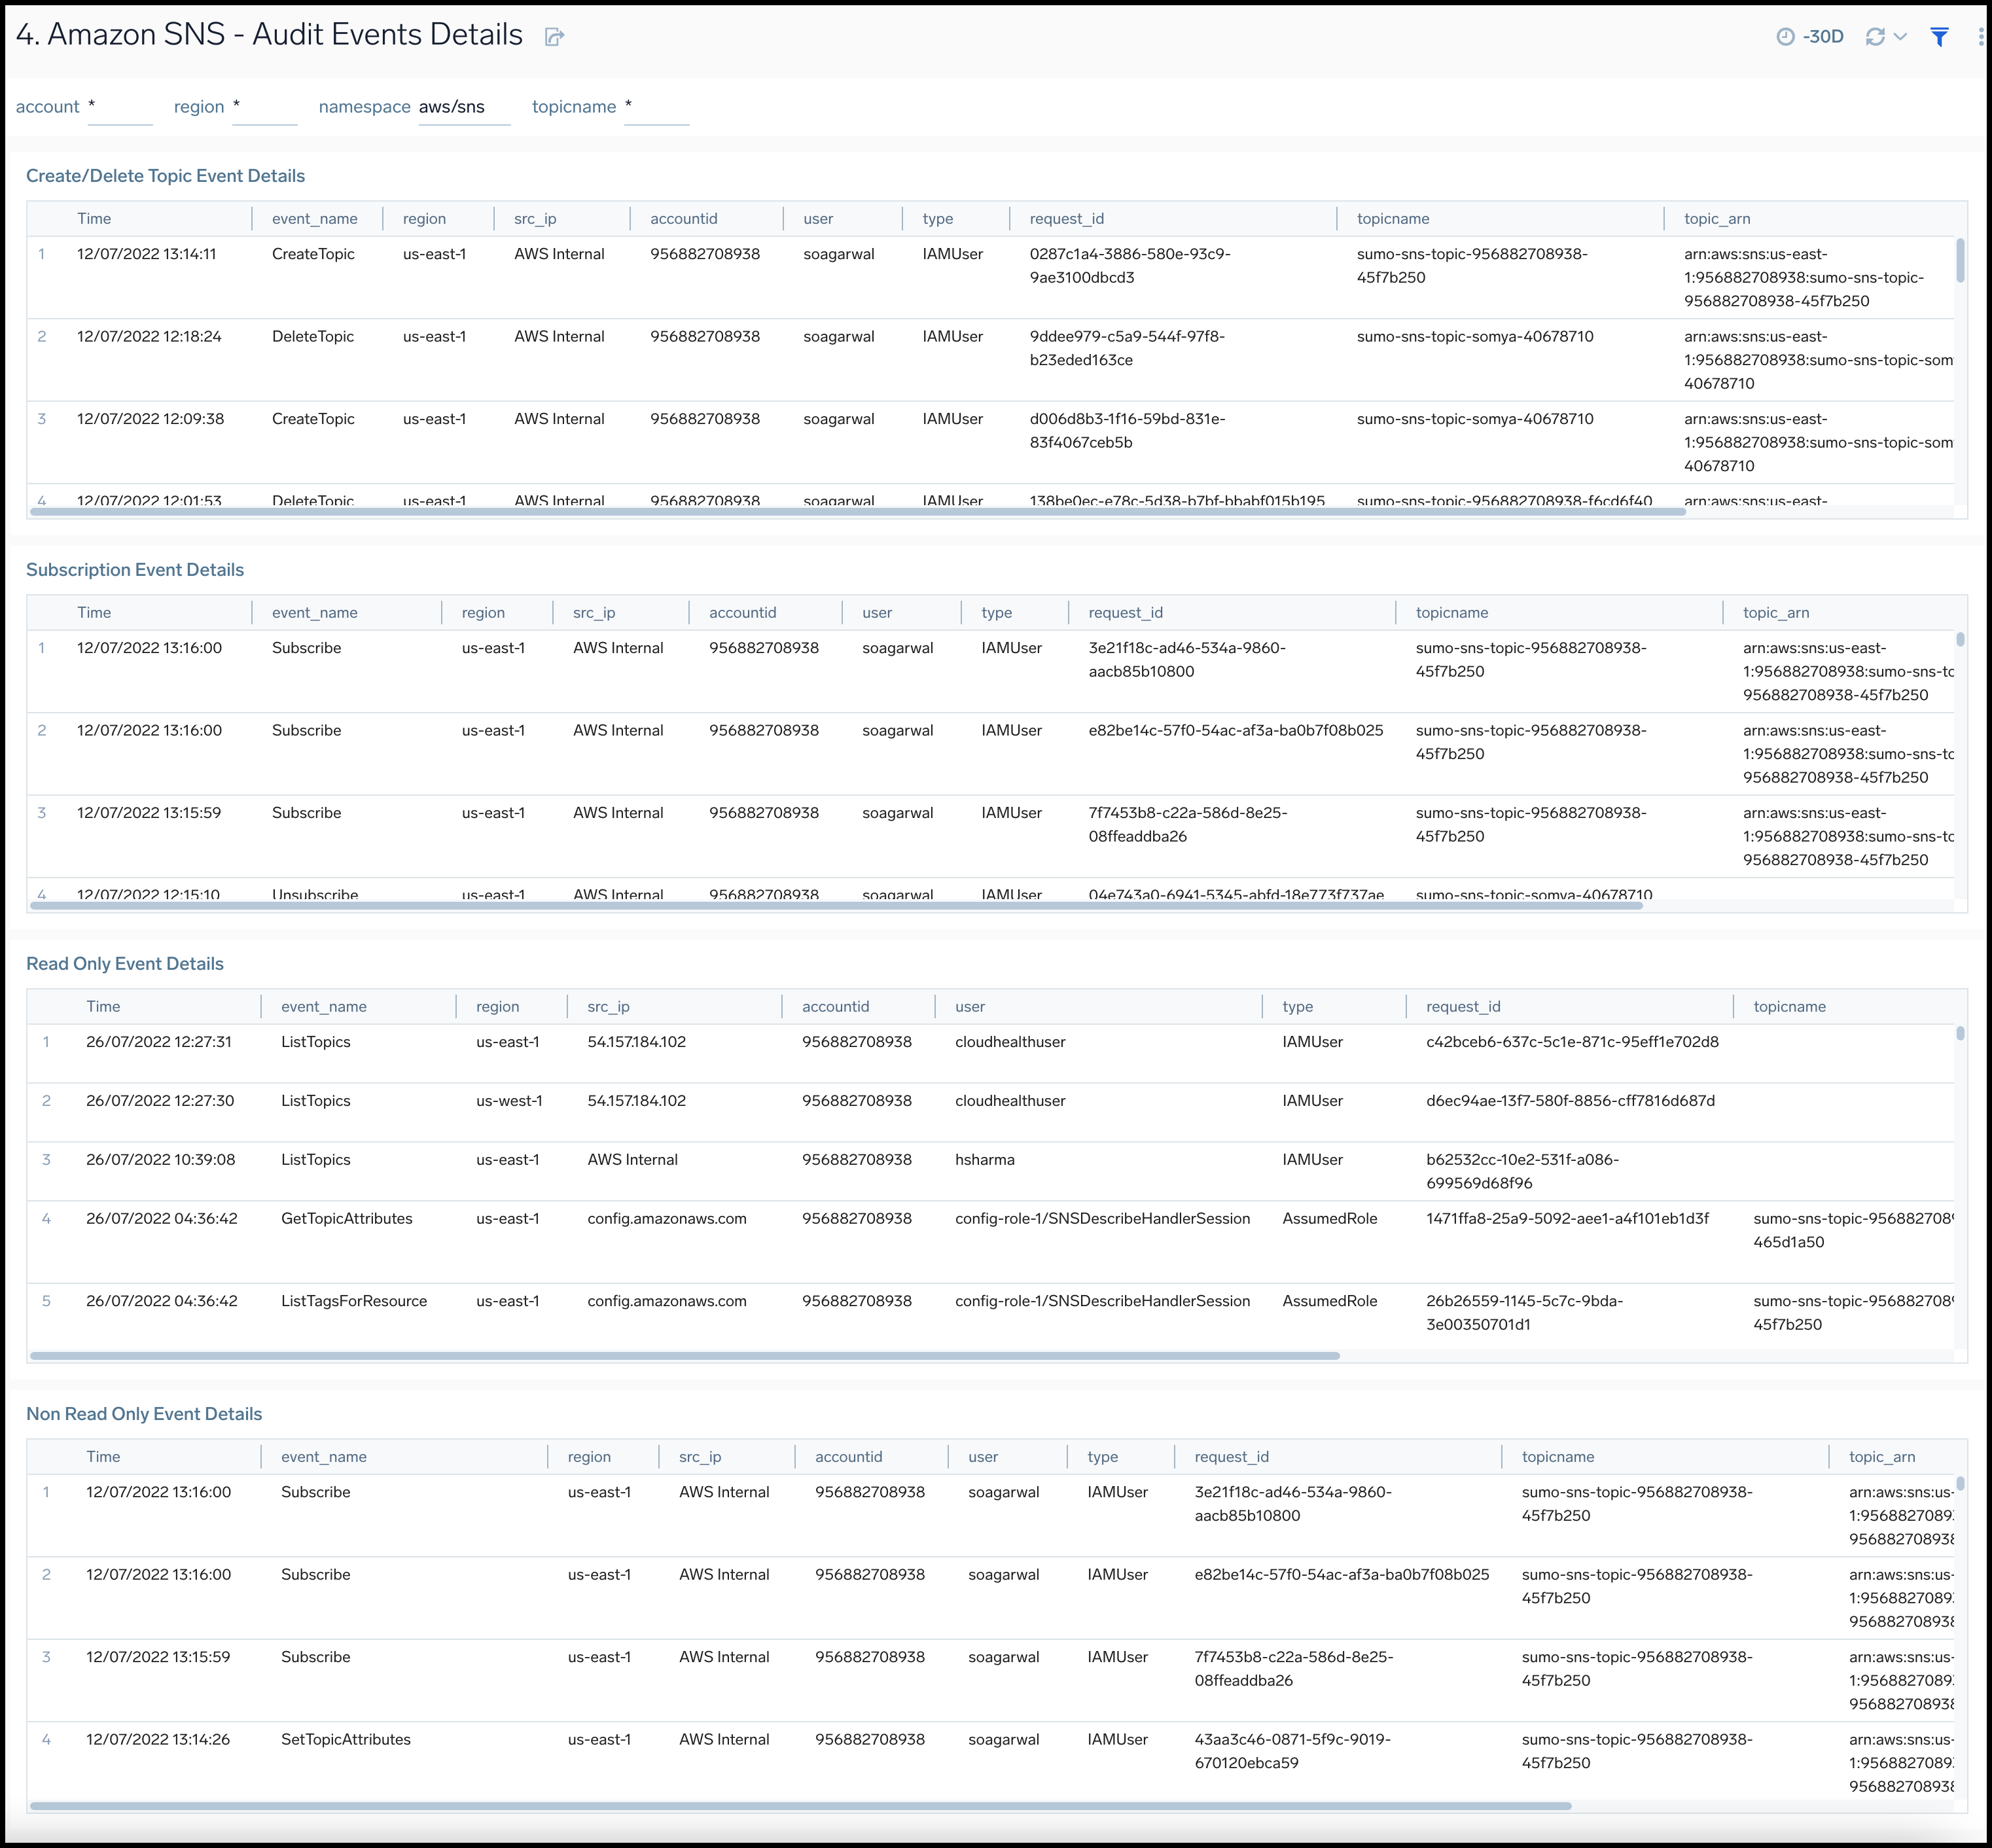 4. Amazon SNS - Audit Events Details
-30D
account * region * namespace aws/sns topicname *
Create/Delete Topic Event Details
Time event_name region src_ip accountid user type request_id topicname topic_arn
1 12/07/2022 13:14:11 CreateTopic us-east-1 AWS Internal 956882708938 soagarwal IAMUser 0287c1a4-3886-580e-93c9- sumo-sns-topic-956882708938- arn:aws:sns:us-east-
9ae3100dbcd3 45f7b250 1:956882708938:sumo-sns-topic-
956882708938-45f7b250
2 12/07/2022 12:18:24 DeleteTopic us-east-1 AWS Internal 956882708938 soagarwal IAMUser 9ddee979-c5a9-544f-97f8- sumo-sns-topic-somya-40678710 arn:aws:sns:us-east-
b23eded163ce 1:956882708938:sumo-sns-topic-som
40678710
3 12/07/2022 12:09:38 CreateTopic us-east-1 AWS Internal 956882708938 soagarwal IAMUser d006d8b3-1f16-59bd-831e- sumo-sns-topic-somya-40678710 arn:aws:sns:us-east-
83f4067ceb5b 1:956882708938:sumo-sns-topic-som
40678710
4 12/07/2022 12:01:53 DeleteTopic us-east-1 AWS Internal 956882708938 soagarwal IAMUser 138be0ec-e78c-5d38-b7bf-bbabf015b195 sumo-sns-topic-956882708938-f6cd6f40 arn:aws:sns:us-east-
Subscription Event Details
Time event_name region src_ip accountid user type request_id topicname topic_arn
1 12/07/2022 13:16:00 Subscribe us-east-1 AWS Internal 956882708938 soagarwal IAMUser 3e21f18c-ad46-534a-9860- sumo-sns-topic-956882708938- arn:aws:sns:us-east-
aacb85b10800 45f7b250 1:956882708938:sumo-sns-to
956882708938-45f7b250
2 12/07/2022 13:16:00 Subscribe us-east-1 AWS Internal 956882708938 soagarwal IAMUser e82be14c-57f0-54ac-af3a-ba0b7f08b025 sumo-sns-topic-956882708938- arn:aws:sns:us-east-
45f7b250 1:956882708938:sumo-sns-to
956882708938-45f7b250
3 12/07/2022 13:15:59 Subscribe us-east-1 AWS Internal 956882708938 soagarwal IAMUser 7f7453b8-c22a-586d-8e25- sumo-sns-topic-956882708938- arn:aws:sns:us-east-
08ffeaddba26 45f7b250 1:956882708938:sumo-sns-to
956882708938-45f7b250
4 12/07/2022 12:15:10 Unsubscribe us-east-1 AWS Internal 956882708938 soagarwal IAMUser 04e743a0-6941-5345-abfd-18e773f737ae sumo-sns-topic-somya-40678710
Read Only Event Details
Time event_name region src_ip accountid user type request_id topicname
1 26/07/2022 12:27:31 ListTopics us-east-1 54.157.184.102 956882708938 cloudhealthuser IAMUser c42bceb6-637c-5c1e-871c-95eff1e702d8
2 26/07/2022 12:27:30 ListTopics us-west-1 54.157.184.102 956882708938 cloudhealthuser IAMUser d6ec94ae-13f7-580f-8856-cff7816d687d
3 26/07/2022 10:39:08 ListTopics us-east-1 AWS Internal 956882708938 hsharma IAMUser b62532cc-10e2-531f-a086-
699569d68f96
4 26/07/2022 04:36:42 GetTopicAttributes us-east-1 config.amazonaws.com 956882708938 config-role-1/SNSDescribeHandlerSession AssumedRole 1471ffa8-25a9-5092-aee1-a4f101eb1d3f sumo-sns-topic-9568827089
465d1a50
5 26/07/2022 04:36:42 ListTagsForResource us-east-1 config.amazonaws.com 956882708938 config-role-1/SNSDescribeHandlerSession AssumedRole 26b26559-1145-5c7c-9bda- sumo-sns-topic-9568827089
3e00350701d1 45f7b250
Non Read Only Event Details
Time event_name region src_ip accountid user type request_id topicname topic_arn
1 12/07/2022 13:16:00 Subscribe us-east-1 AWS Internal 956882708938 soagarwal IAMUser 3e21f18c-ad46-534a-9860- sumo-sns-topic-956882708938- arn:aws:sns:us-
aacb85b10800 45f7b250 1:95688270893
956882708938
2 12/07/2022 13:16:00 Subscribe us-east-1 AWS Internal 956882708938 soagarwal IAMUser e82be14c-57f0-54ac-af3a-ba0b7f08b025 sumo-sns-topic-956882708938- arn:aws:sns:us-
45f7b250 1:95688270893
956882708938
3 12/07/2022 13:15:59 Subscribe us-east-1 AWS Internal 956882708938 soagarwal IAMUser 7f7453b8-c22a-586d-8e25- sumo-sns-topic-956882708938- arn:aws:sns:us-
08ffeaddba26 45f7b250 1:95688270893
956882708938
4 12/07/2022 13:14:26 SetTopicAttributes us-east-1 AWS Internal 956882708938 soagarwal IAMUser 43aa3c46-0871-5f9c-9019- sumo-sns-topic-956882708938- arn:aws:sns:us-
670120ebca59 45f7b250 1:95688270893
956882708938